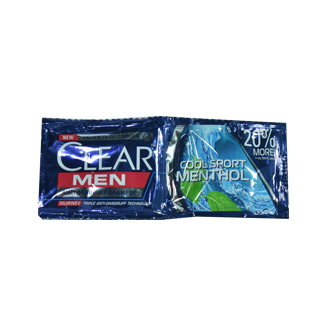 NEW
CLEAR
MEN
TRIPLE ANTI-DANDRUFF TECHNOLOGY
20%
MORE
COOL SPORT
MENTHOL